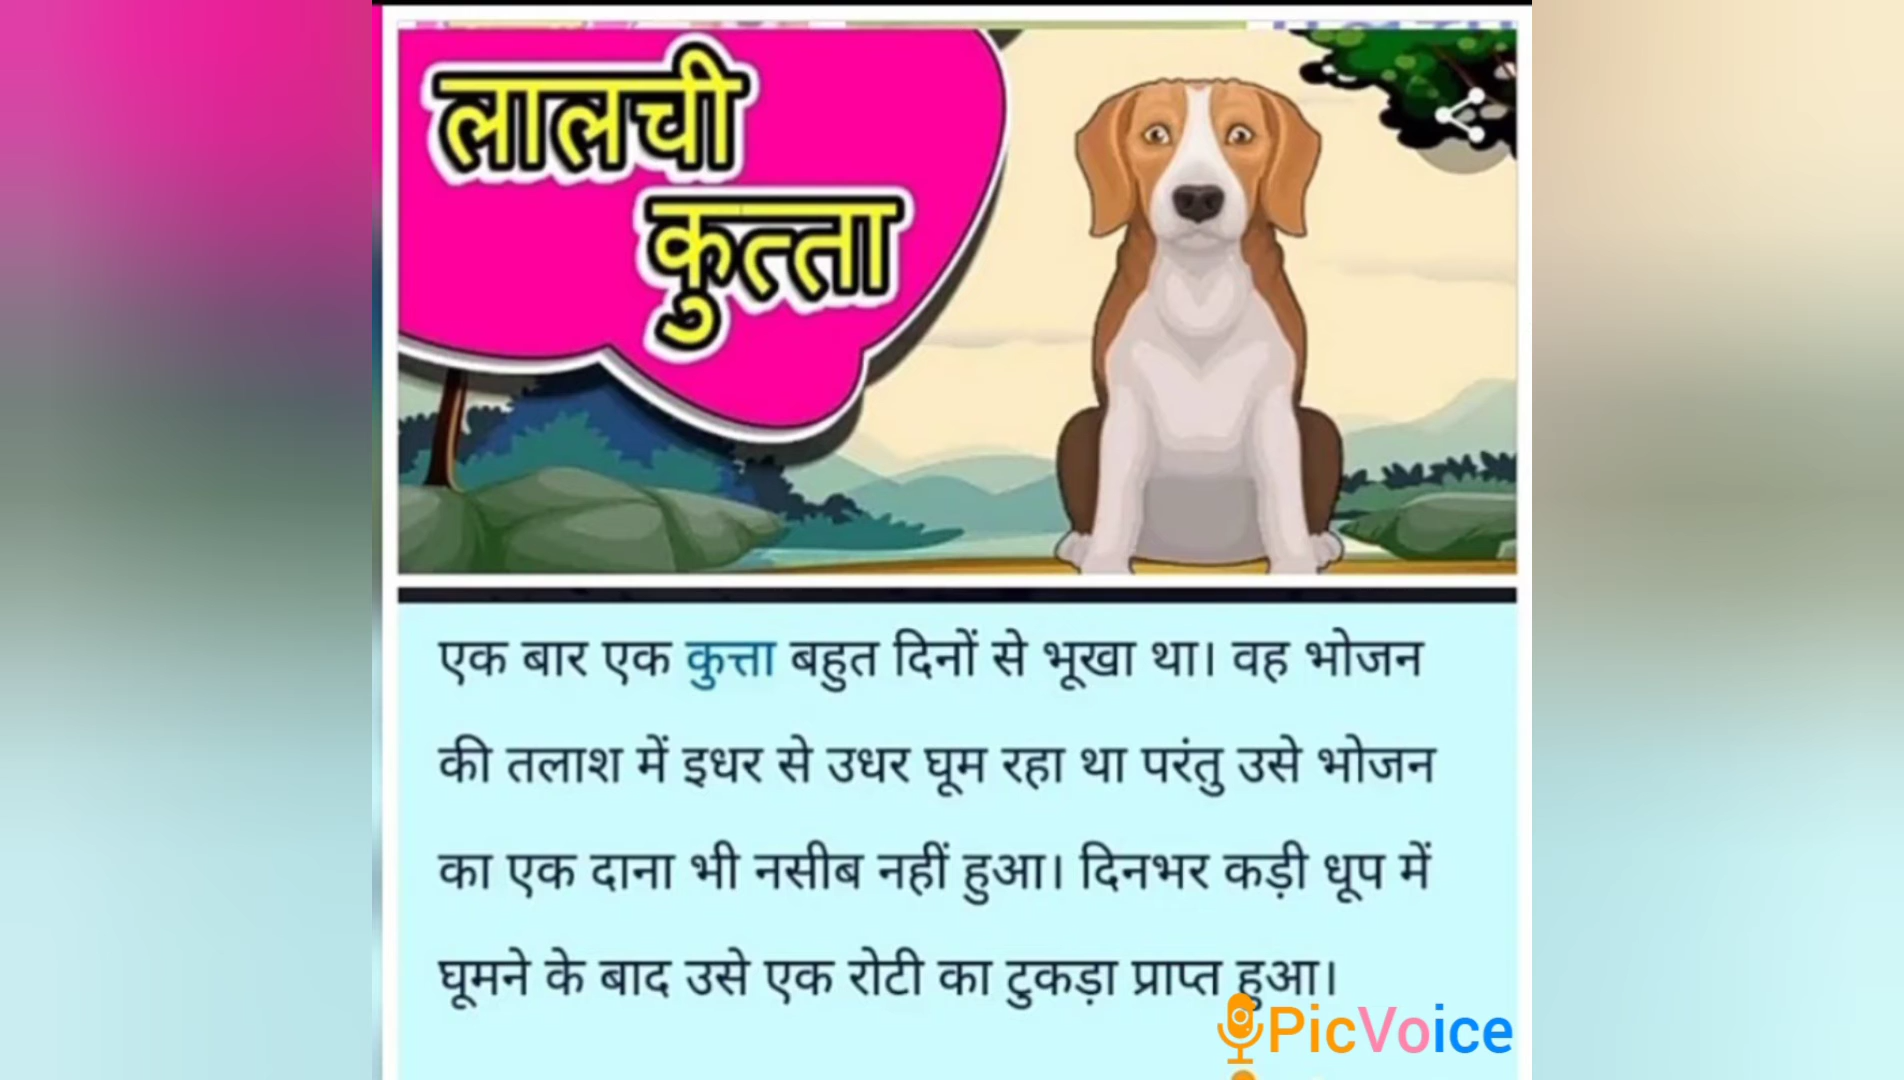 लालची
कुत्ता
एक बार एक कुत्ता बहुत दिनों से भूखा था। वह भोजन
की तलाश में इधर से उधर घूम रहा था परंतु उसे भोजन
का एक दाना भी नसीब नहीं हुआ। दिनभर कड़ी धूप में
घूमने के बाद उसे एक रोटी का टुकड़ा प्राप्त हुआ।
PicVoice